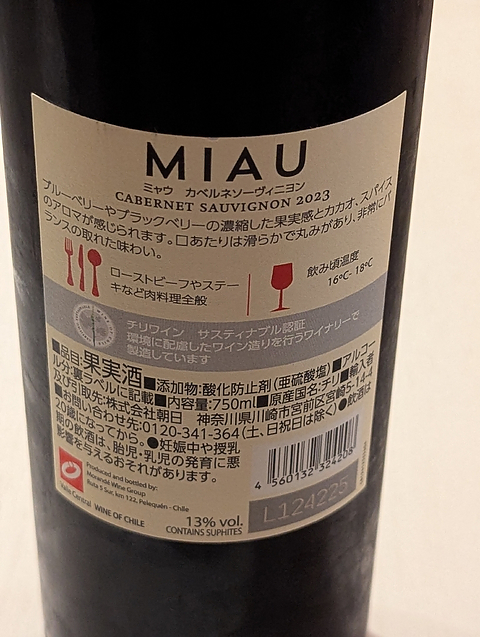 MIAU
ミャウ カベルネソーヴィニヨン
CABERNET SAUVIGNON 2023
ブルーベリーやブラックベリーの濃縮した果実感とカカオ、スパイス
のアロマが感じられます。口あたりは滑らかで丸みがあり、非常にバ
ランスの取れた味わい。
ローストビーフやステー
キなど肉料理全般
飲み頃温度
16℃- 18℃
チリワイン サスティナブル認証
環境に配慮したワイン造りを行うワイナリーで
製造しています
■品目:果実酒■添加物:酸化防止剤(亜硫酸塩)■アルコー
ル分:裏ラベルに記載■内容量:750ml■原産国名:チリ■輸入者
及び引取先:株式会社朝日 神奈川県川崎市宮前区宮崎5-14-4
■お問い合わせ先:0120-341-364(土、日祝日は除く)●飲酒は
20歳になってから。●妊娠中や授乳
期の飲酒は、胎児・乳児の発育に悪
影響を与えるおそれがあります。
Produced and bottled by:
Morandé Wine Group
Ruta 5 Sur, km 122, Pelequén - Chile
Valle Central WINE OF CHILE
13% vol.
CONTAINS SULPHITES
4 560132 324208
L124225